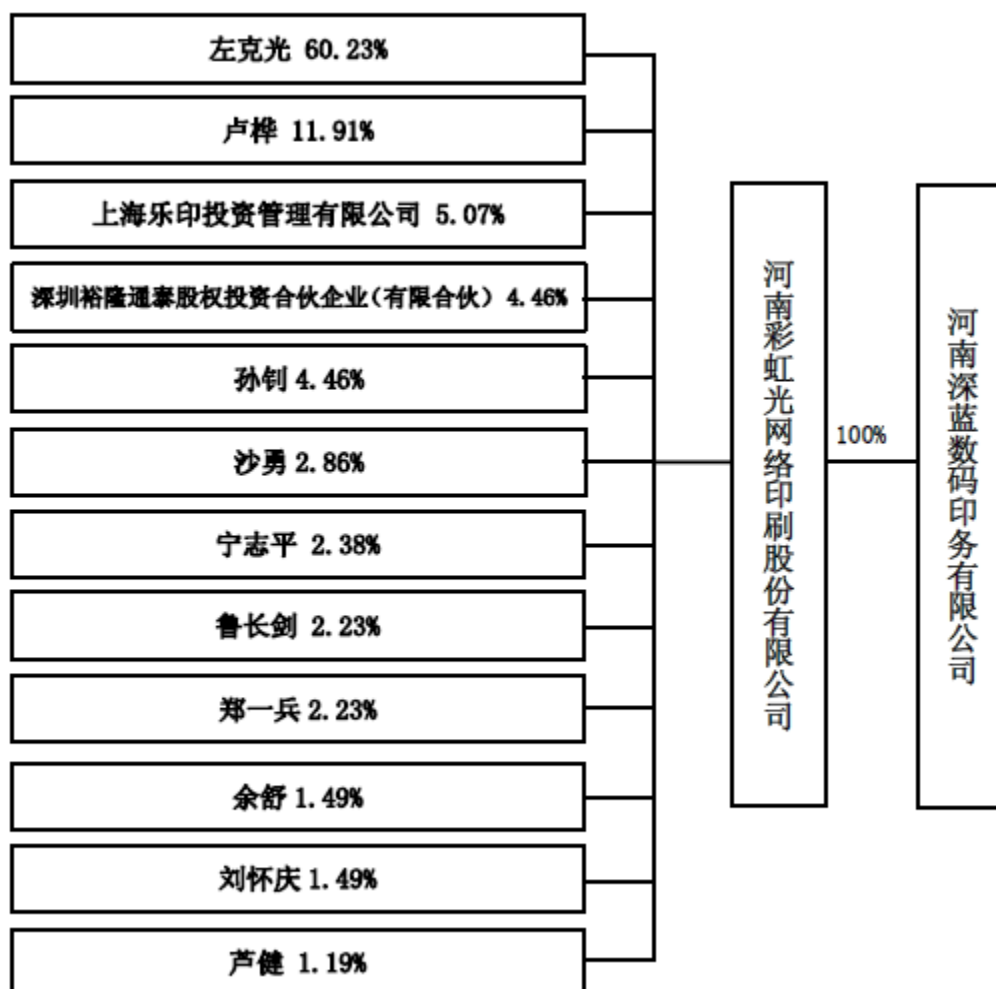 左克光 60.23%
卢桦 11.91%
上海乐印投资管理有限公司 5.07%
深圳裕隆通泰股权投资合伙企业(有限合伙) 4.46%
孙钊 4.46%
沙勇 2.86%
宁志平 2.38%
鲁长剑 2.23%
郑一兵 2.23%
余舒 1.49%
刘怀庆 1.49%
芦健 1.19%
河南彩虹光网络印刷股份有限公司
100%
河南深蓝数码印务有限公司